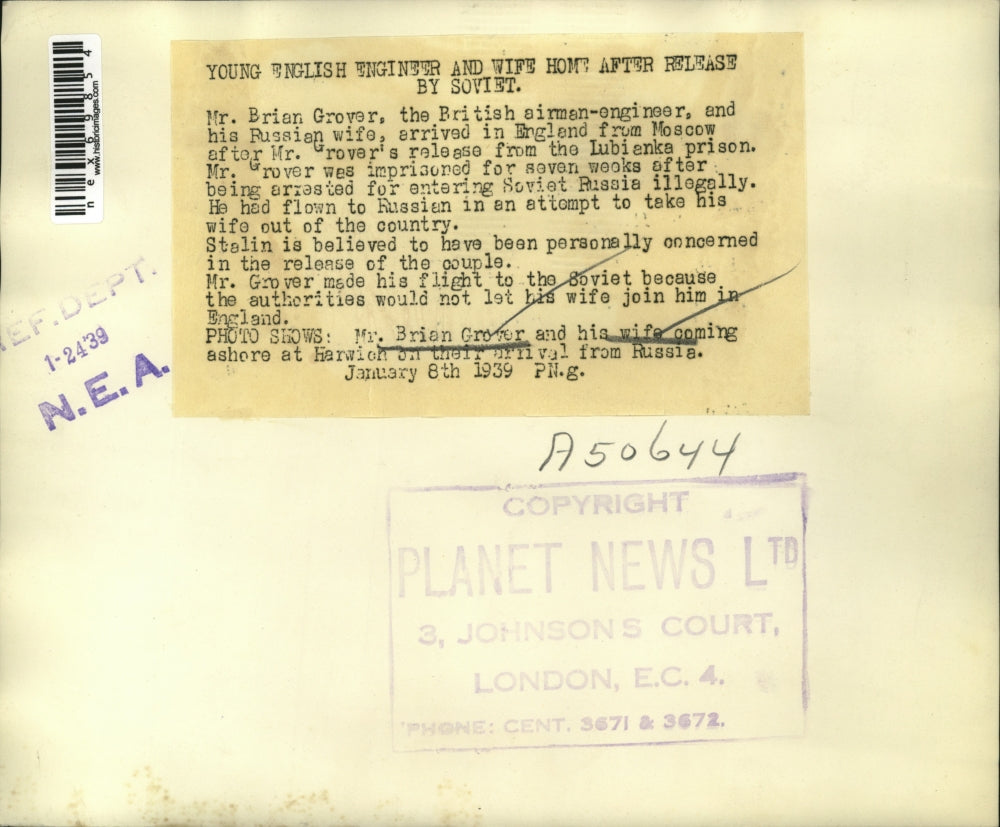 YOUNG ENGLISH ENGINEER AND WIFE HOME AFTER RELEASE
BY SOVIET.
Mr. Brian Grover, the British airman-engineer, and
his Russian wife, arrived in England from Moscow
after Mr. Grover's release from the Lubianka prison.
Mr. Grover was imprisoned for seven weeks after
being arrested for entering Soviet Russia illegally.
He had flown to Russian in an attempt to take his
wife out of the country.
Stalin is believed to have been personally concerned
in the release of the couple.
Mr. Grover made his flight to the Soviet because
the authorities would not let his wife join him in
England.
PHOTO SHOWS: Mr. Brian Grover and his wife coming
ashore at Harwich on their arrival from Russia.
January 8th 1939 PN.g.
nex69854
www.historicimages.com
REF. DEPT.
1-24 39
N.E.A.
A50644
COPYRIGHT
PLANET NEWS LTD
3, JOHNSONS COURT,
LONDON, E.C. 4.
'PHONE: CENT. 3671 & 3672.